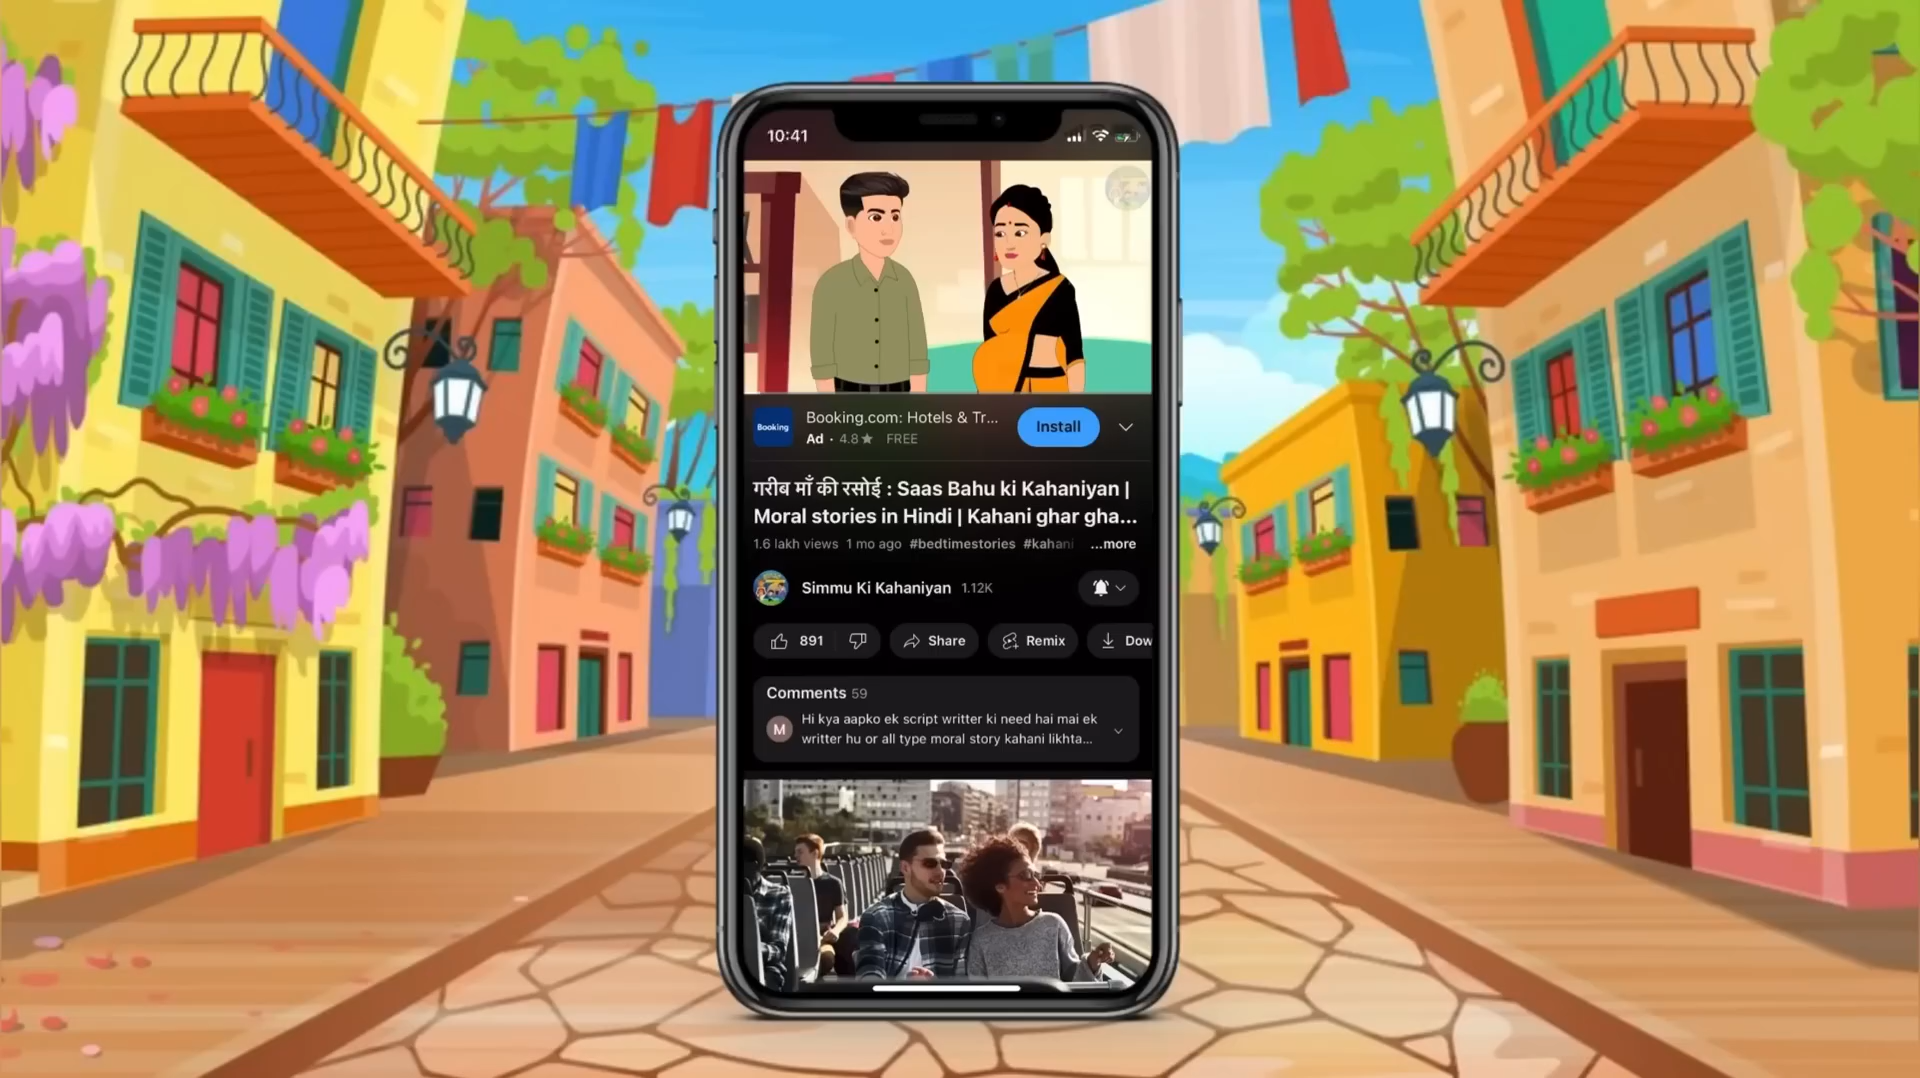 10:41
Booking
Booking.com: Hotels & Tr...
Install
Ad · 4.8★ FREE
गरीब माँ की रसोई : Saas Bahu ki Kahaniyan |
Moral stories in Hindi | Kahani ghar gha...
1.6 lakh views 1 mo ago #bedtimestories #kahani ...more
Simmu Ki Kahaniyan 1.12K
891 Share Remix Dow
Comments 59
M
Hi kya aapko ek script writter ki need hai mai ek
writter hu or all type moral story kahani likhta...